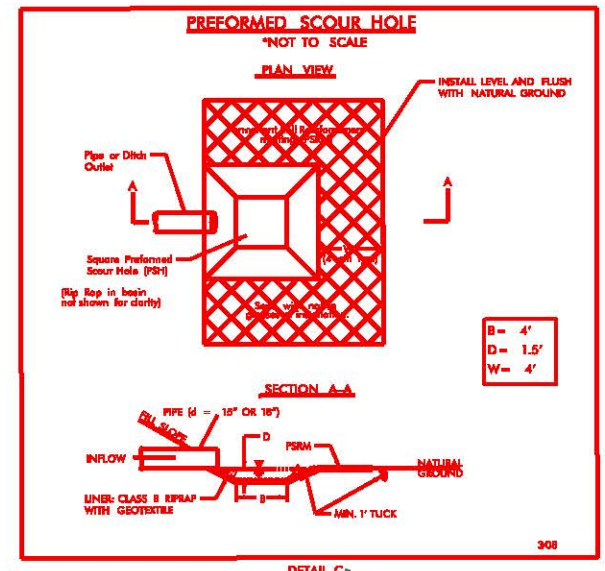 PREFORMED SCOUR HOLE
*NOT TO SCALE
PLAN VIEW
INSTALL LEVEL AND FLUSH
WITH NATURAL GROUND
Pipe or Ditch
Outlet
A
A
Square Preformed
Scour Hole (PSH)
(Rip Rap in basin
not shown for clarity)
B= 4'
D= 1.5'
W= 4'
SECTION A-A
PIPE (d = 15" OR 18")
FILL SLOPE
D
PSRM
INFLOW
NATURAL
GROUND
LINER: CLASS B RIPRAP
WITH GEOTEXTILE
B
MIN. 1' TUCK
DETAIL C